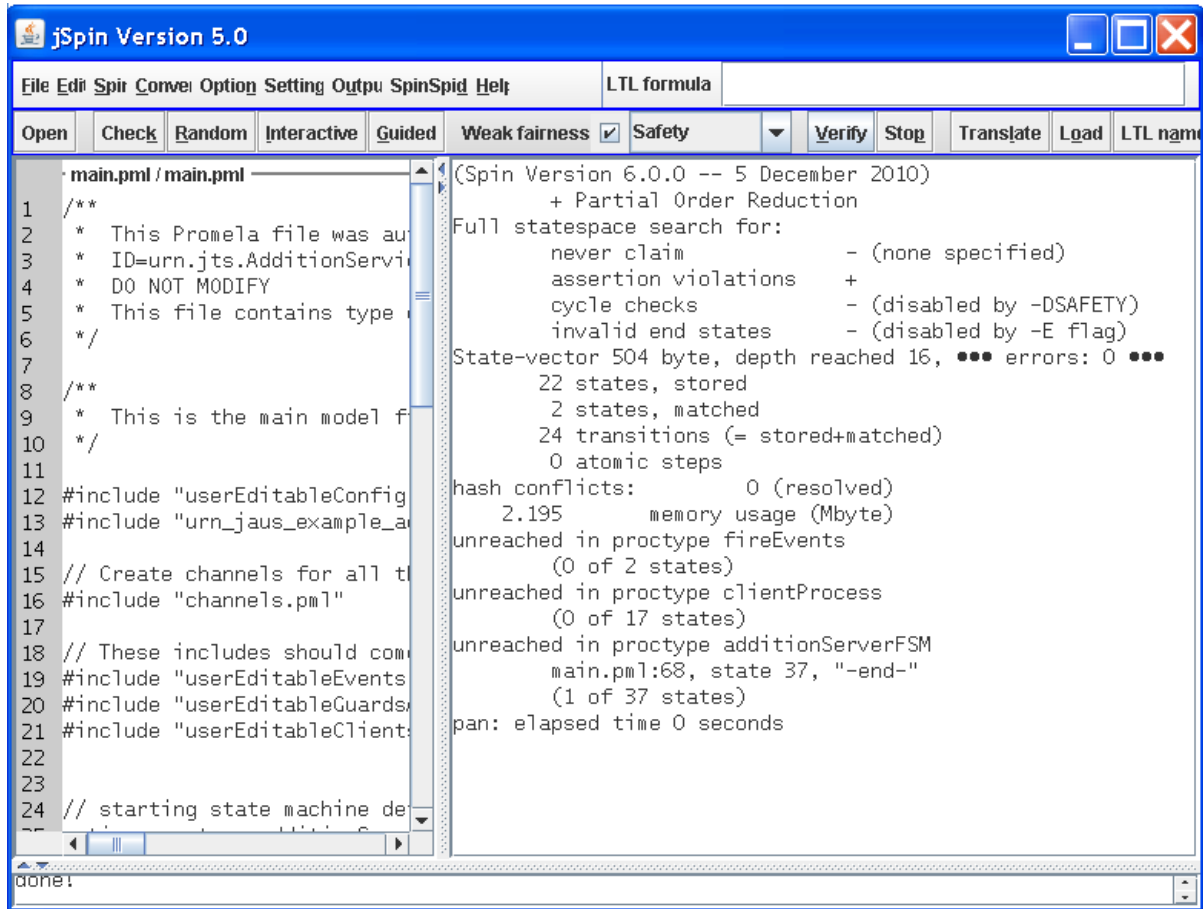 jSpin Version 5.0
File Edit Spir Conver Option Setting Outpu SpinSpid Help LTL formula
Open Check Random Interactive Guided Weak fairness Safety Verify Stop Translate Load LTL name
main.pml / main.pml
1 /**
2 * This Promela file was au
3 * ID=urn.jts.AdditionServi
4 * DO NOT MODIFY
5 * This file contains type
6 */
7
8 /**
9 * This is the main model f
10 */
11
12 #include "userEditableConfig
13 #include "urn_jaus_example_a
14
15 // Create channels for all t
16 #include "channels.pml"
17
18 // These includes should com
19 #include "userEditableEvents
20 #include "userEditableGuards
21 #include "userEditableClient
22
23
24 // starting state machine de
(Spin Version 6.0.0 -- 5 December 2010)
+ Partial Order Reduction
Full statespace search for:
never claim - (none specified)
assertion violations +
cycle checks - (disabled by -DSAFETY)
invalid end states - (disabled by -E flag)
State-vector 504 byte, depth reached 16, ●●● errors: 0 ●●●
22 states, stored
2 states, matched
24 transitions (= stored+matched)
0 atomic steps
hash conflicts: 0 (resolved)
2.195 memory usage (Mbyte)
unreached in proctype fireEvents
(0 of 2 states)
unreached in proctype clientProcess
(0 of 17 states)
unreached in proctype additionServerFSM
main.pml:68, state 37, "-end-"
(1 of 37 states)
pan: elapsed time 0 seconds
done!